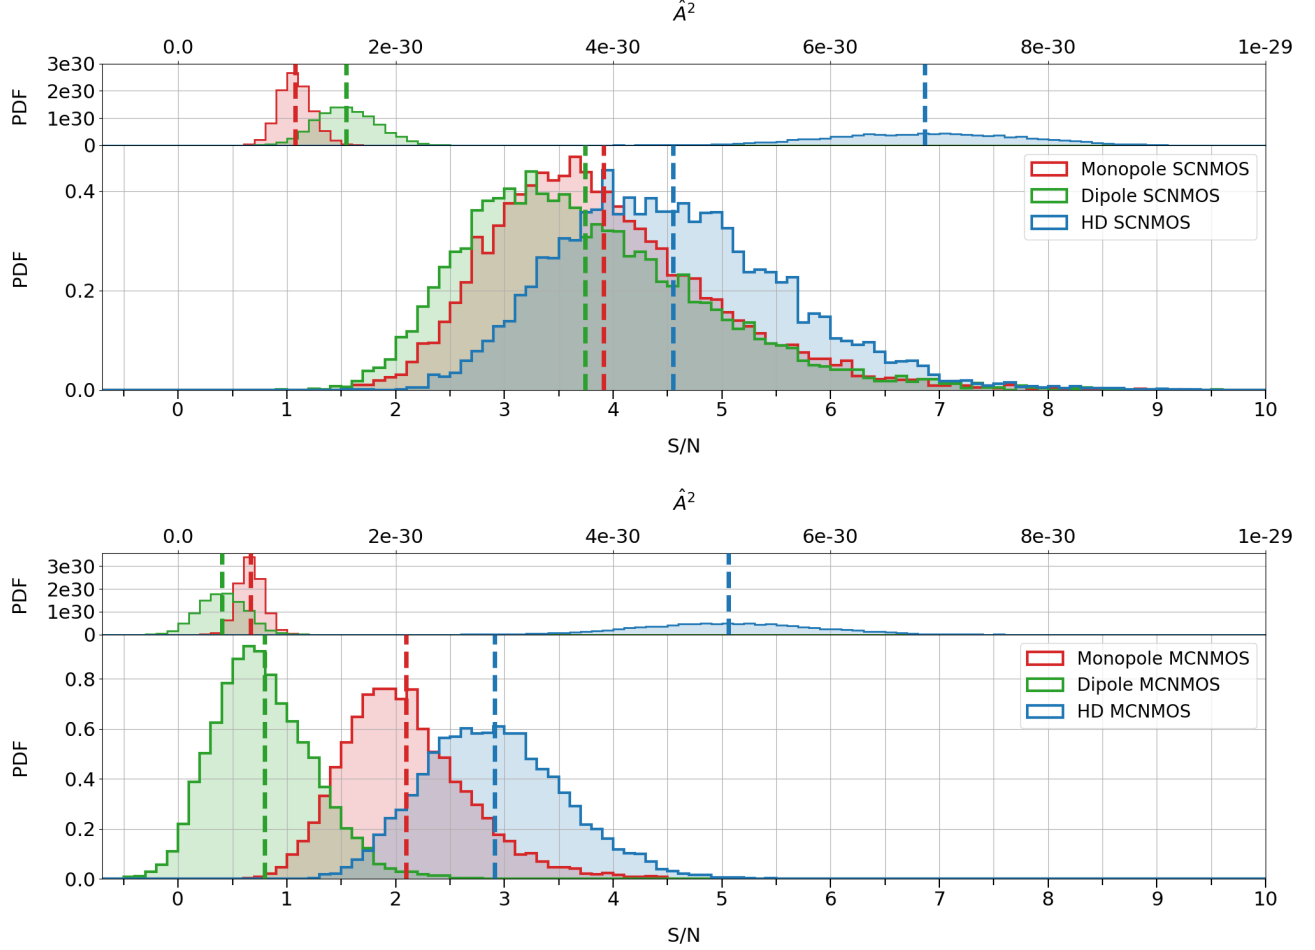 Â²
0.0 2e-30 4e-30 6e-30 8e-30 1e-29
3e30
2e30
1e30
0
PDF
Monopole SCNMOS
Dipole SCNMOS
HD SCNMOS
0.4
0.2
0.0
PDF
0 1 2 3 4 5 6 7 8 9 10
S/N
Â²
0.0 2e-30 4e-30 6e-30 8e-30 1e-29
3e30
2e30
1e30
0
PDF
Monopole MCNMOS
Dipole MCNMOS
HD MCNMOS
0.8
0.6
0.4
0.2
0.0
PDF
0 1 2 3 4 5 6 7 8 9 10
S/N